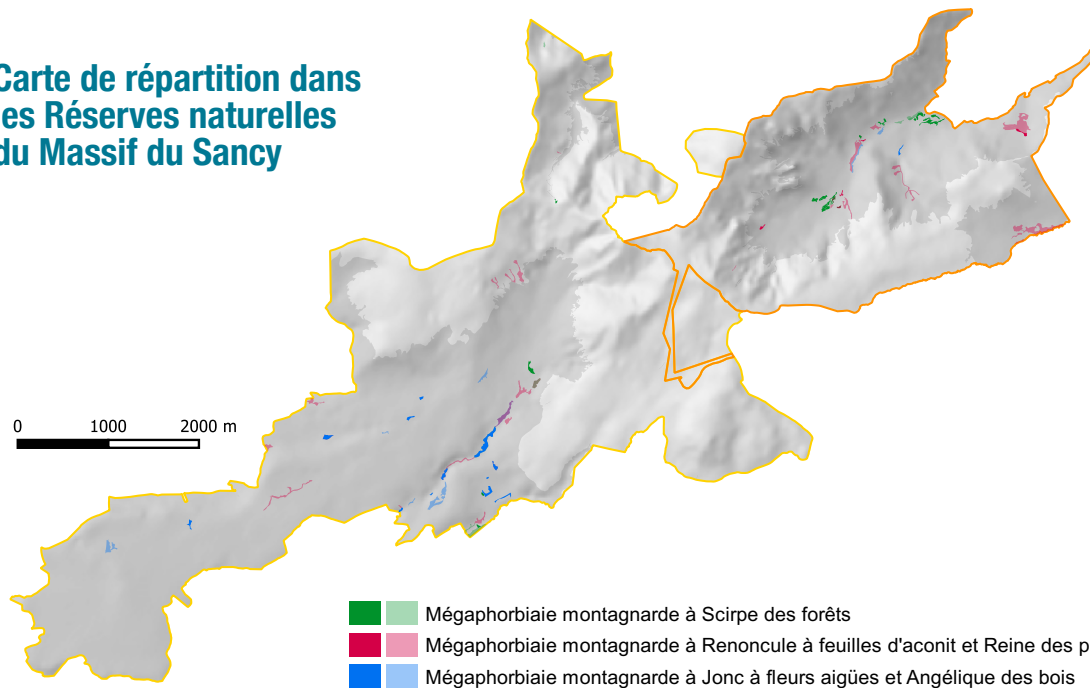 Carte de répartition dans
les Réserves naturelles
du Massif du Sancy
0 1000 2000 m
Mégaphorbiaie montagnarde à Scirpe des forêts
Mégaphorbiaie montagnarde à Renoncule à feuilles d'aconit et Reine des p
Mégaphorbiaie montagnarde à Jonc à fleurs aigües et Angélique des bois